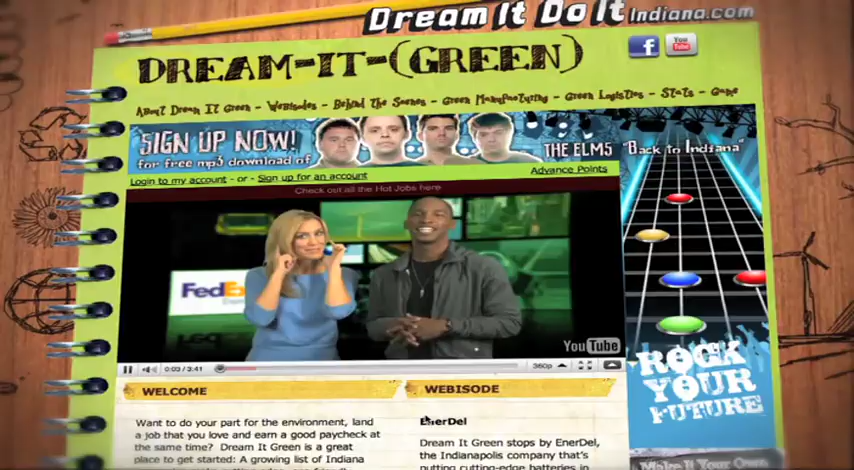 Dream It Do It Indiana.com
DREAM-IT-(GREEN)
f
You Tube
About Dream It Green - Webisodes - Behind the Scenes - Green Manufacturing - Green Logistics - Stats - Game
SIGN UP NOW!
for free mp3 download of
THE ELMS "Back to Indiana"
Login to my account - or - Sign up for an account
Advance Points
Check out all the Hot Jobs here
FedEx
YouTube
0:03 / 3:41
360p
ROCK
YOUR
FUTURE
WELCOME
WEBISODE
Want to do your part for the environment, land
a job that you love and earn a good paycheck at
the same time? Dream It Green is a great
place to get started: A growing list of Indiana
EnerDel
Dream It Green stops by EnerDel,
the Indianapolis company that's
putting cutting-edge batteries in
Make It Your Own